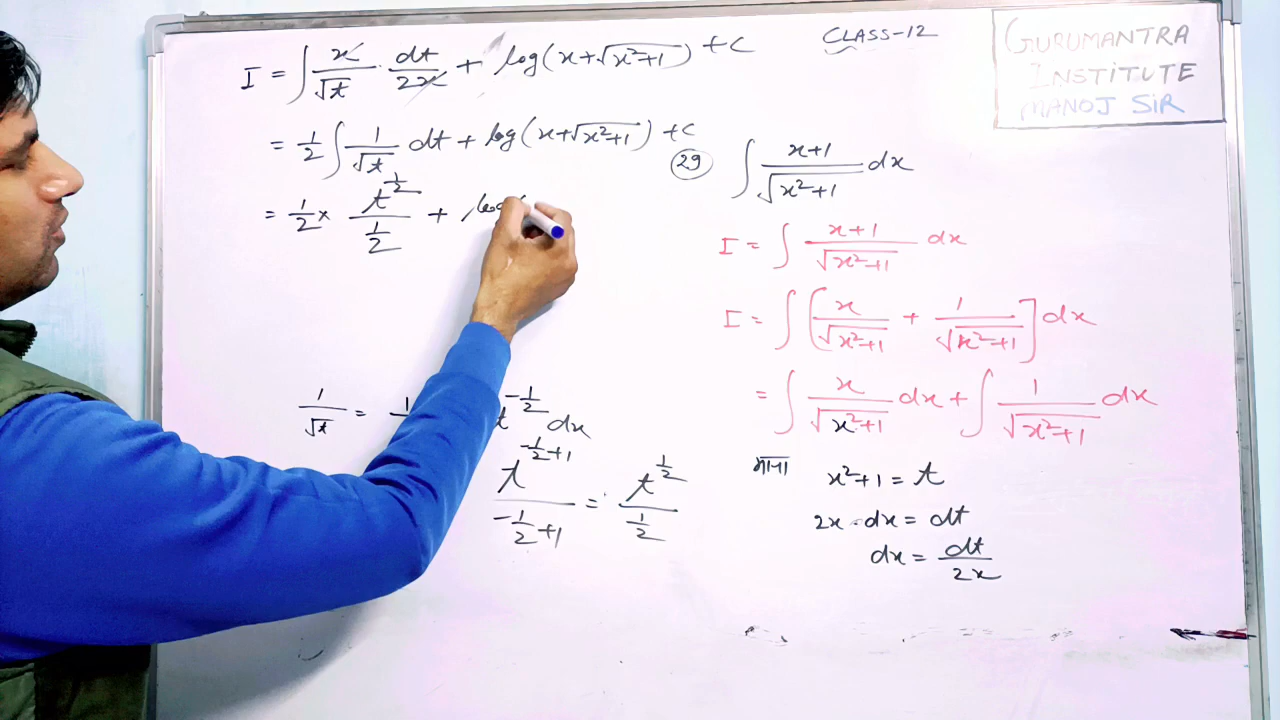 I = ∫ x/√t · dt/2x + log(x+√x²+1) + c
= 1/2 ∫ 1/√t dt + log(x+√x²+1) + c
= 1/2 × t^1/2 / 1/2 +
1/√t =
t^-1/2 dx
t^-1/2+1 / -1/2+1 = t^1/2 / 1/2
CLASS-12
GURUMANTRA
INSTITUTE
MANOJ SIR
29 ∫ x+1/√x²+1 dx
I = ∫ x+1/√x²+1 dx
I = ∫ [x/√x²+1 + 1/√x²+1] dx
= ∫ x/√x²+1 dx + ∫ 1/√x²+1 dx
माना x²+1 = t
2x·dx = dt
dx = dt/2x